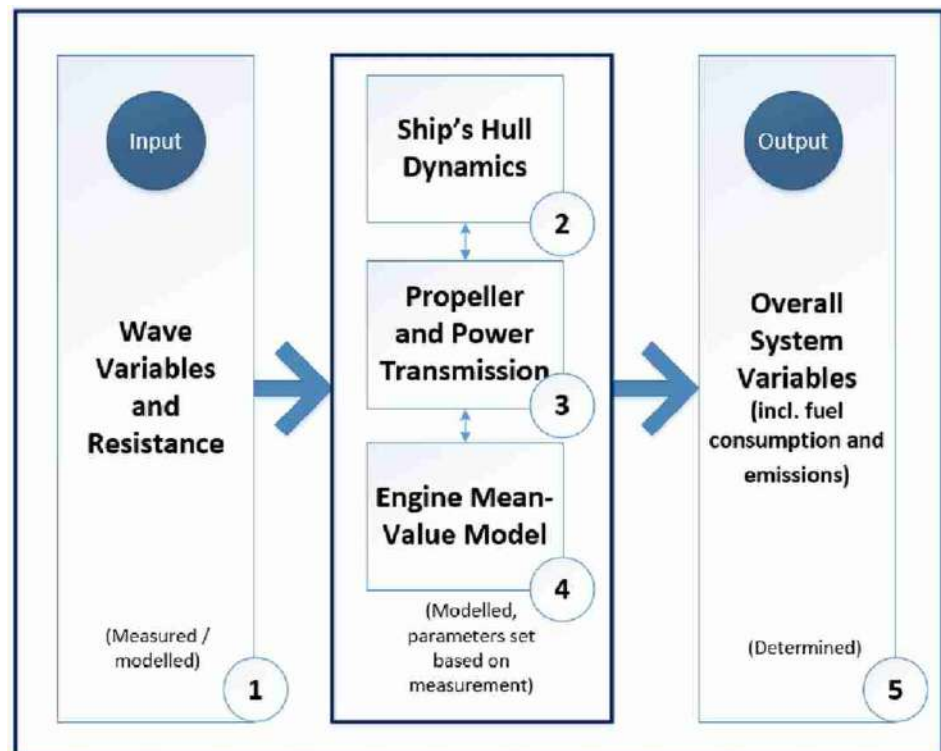 Input
Wave
Variables
and
Resistance
(Measured /
modelled)
1
Ship's Hull
Dynamics
2
Propeller
and Power
Transmission
3
Engine Mean-
Value Model
4
(Modelled,
parameters set
based on
measurement)
Output
Overall
System
Variables
(incl. fuel
consumption and
emissions)
(Determined)
5